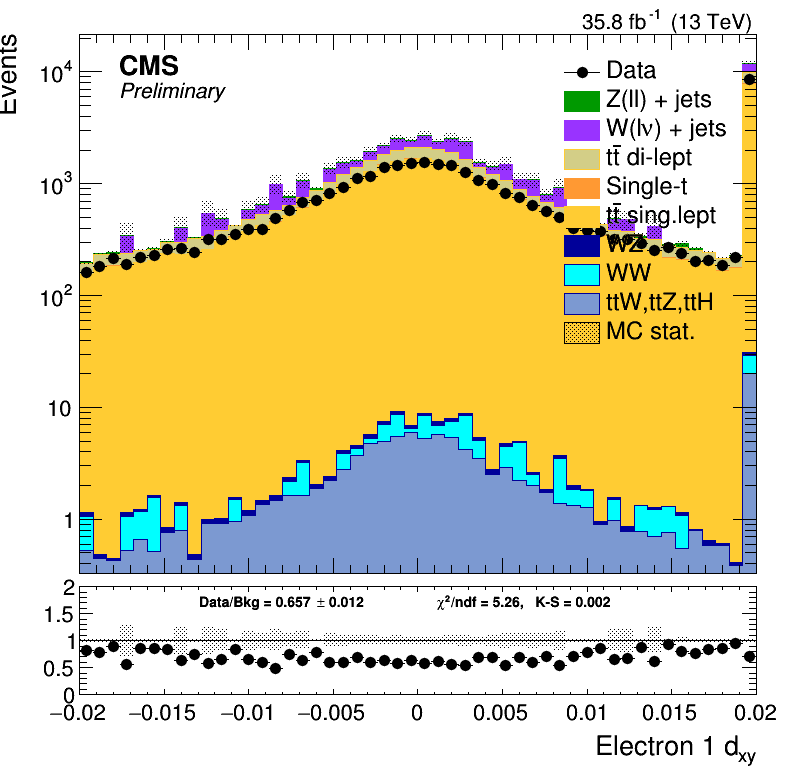 35.8 fb⁻¹ (13 TeV)
Events
CMS
Preliminary
Data
Z(ll) + jets
W(lν) + jets
tt̄ di-lept
Single-t
tt̄ sing.lept
WZ
WW
ttW,ttZ,ttH
MC stat.
10⁴
10³
10²
10
1
Data/Bkg = 0.657 ± 0.012 χ²/ndf = 5.26, K-S = 0.002
2
1.5
1
0.5
0
−0.02 −0.015 −0.01 −0.005 0 0.005 0.01 0.015 0.02
Electron 1 d_xy